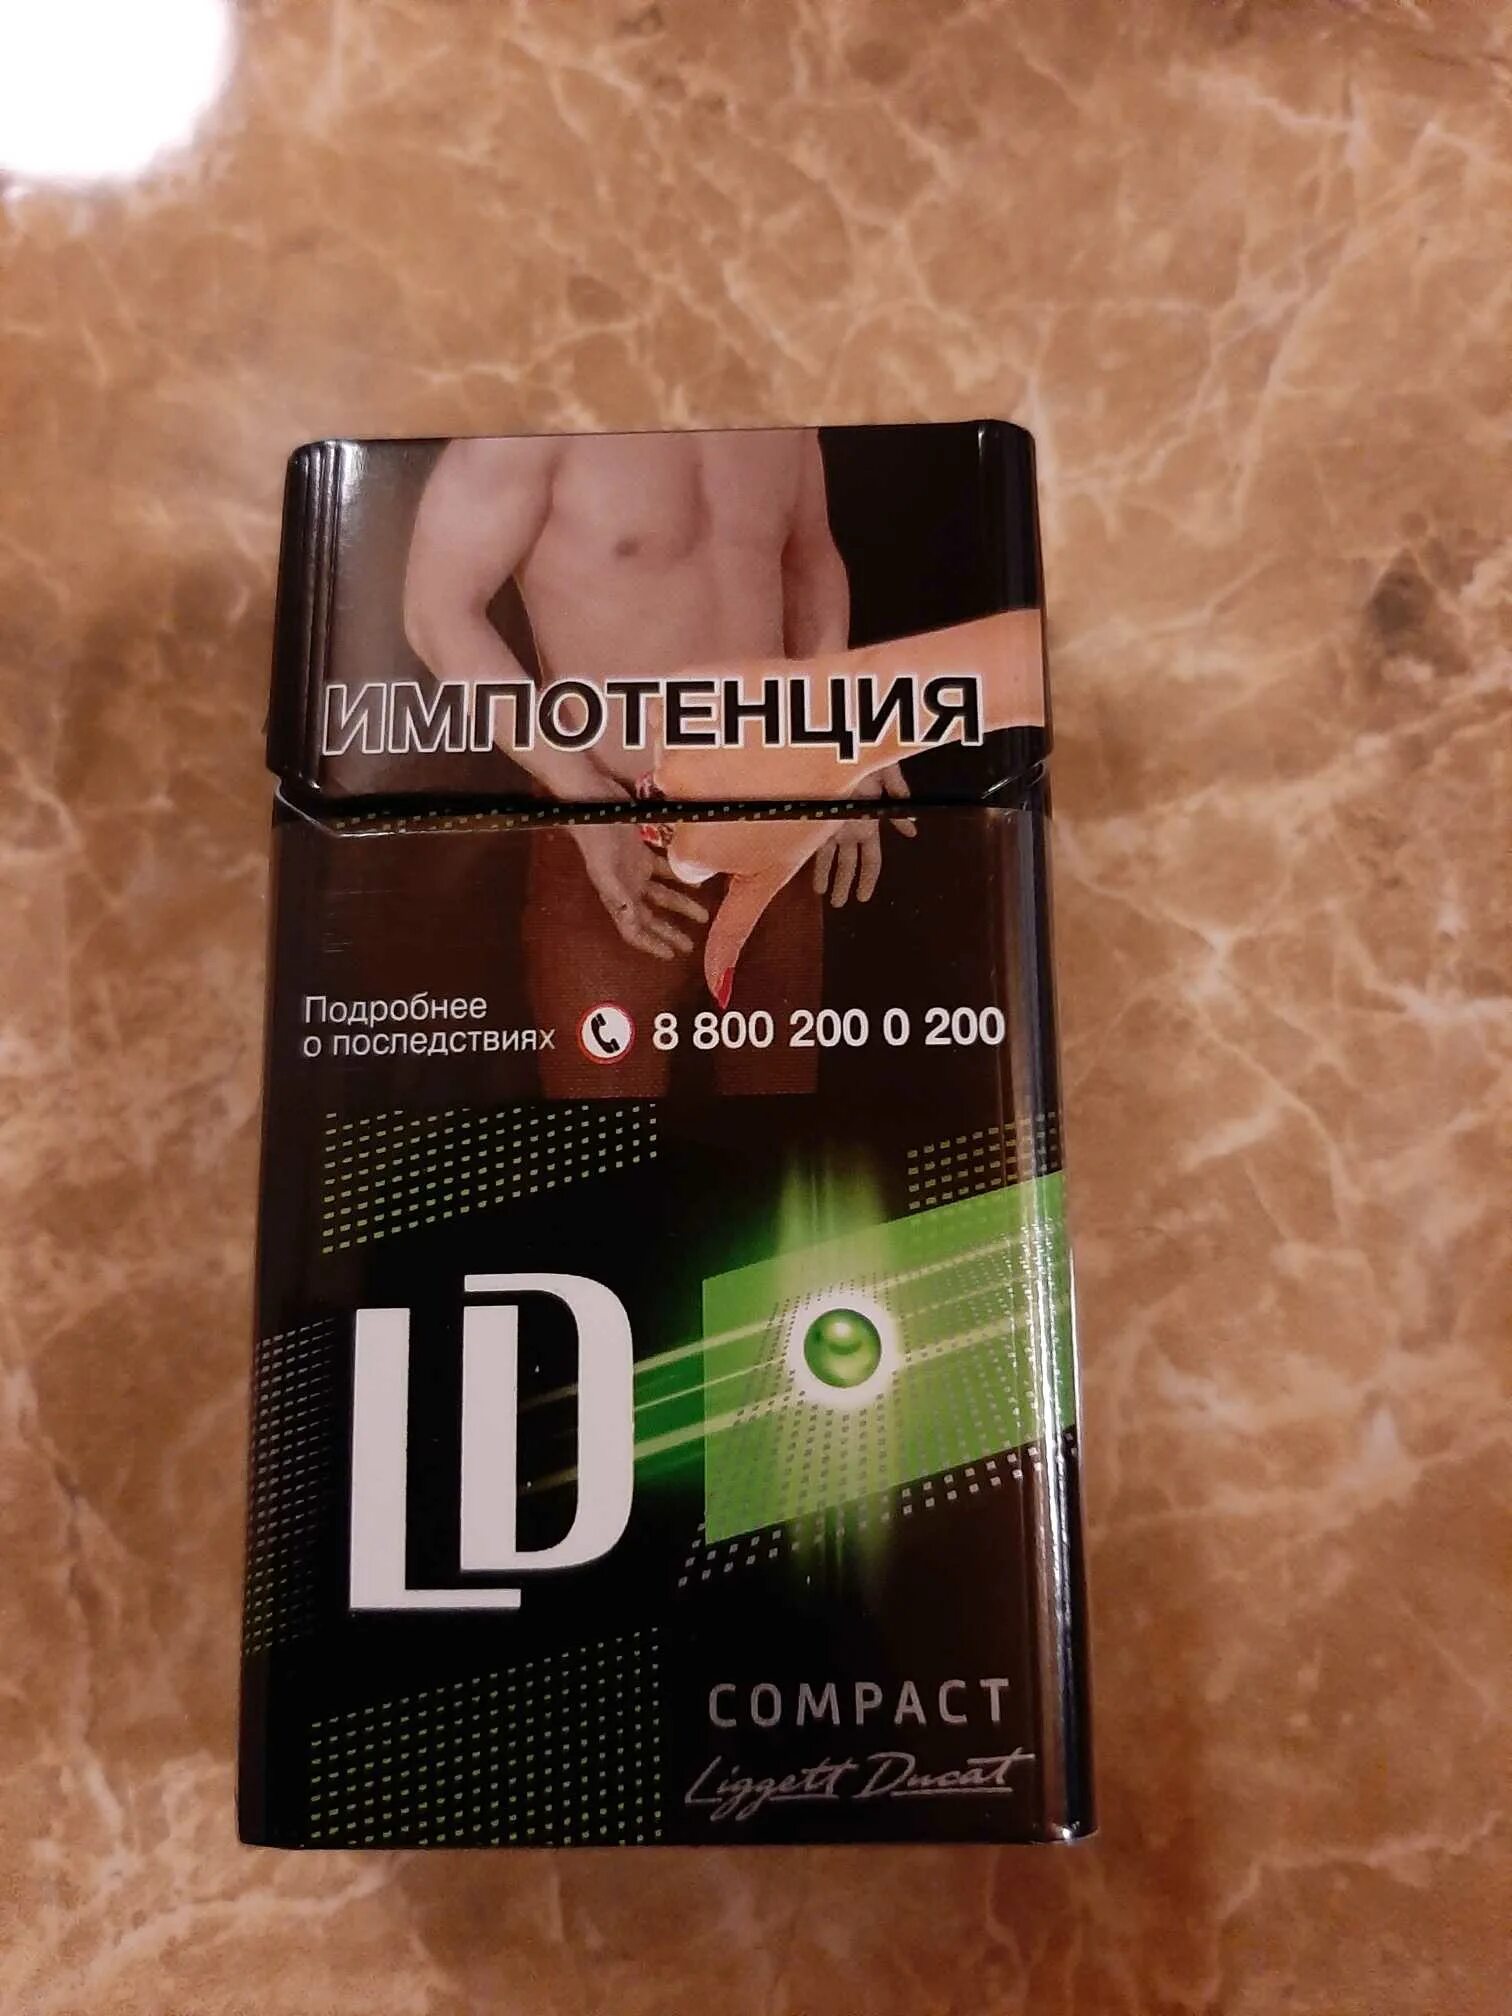 ИМПОТЕНЦИЯ
Подробнее
о последствиях 8 800 200 0 200
LD
COMPACT
Liggett Ducat